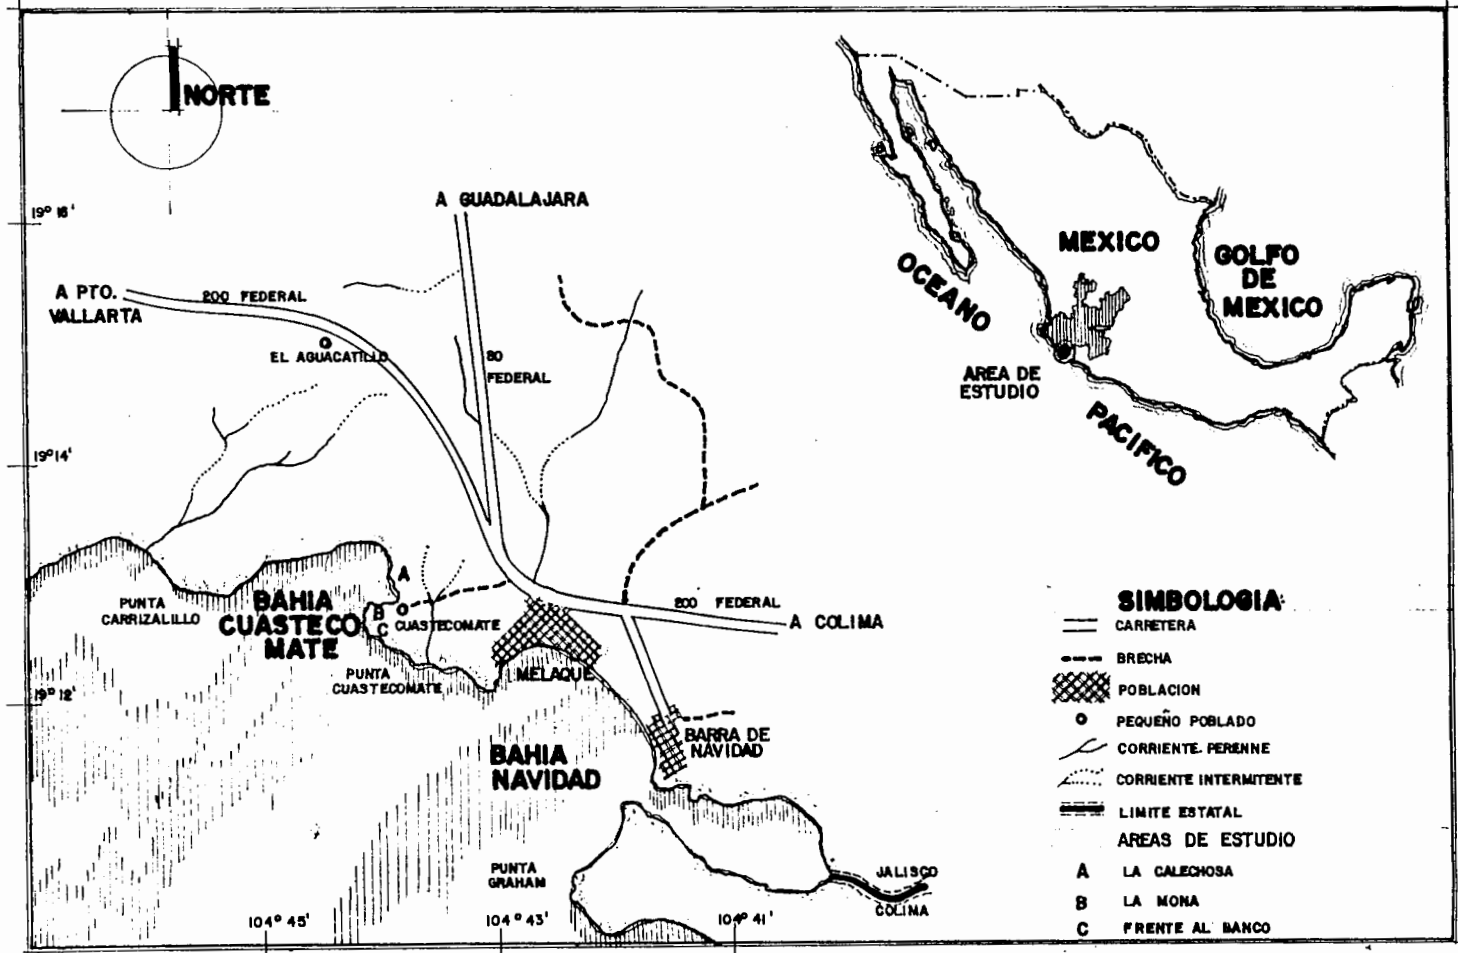 NORTE
19° 16'
A GUADALAJARA
A PTO.
VALLARTA
200 FEDERAL
EL AGUACATILLO
80
FEDERAL
19° 14'
MEXICO
GOLFO
DE
MEXICO
OCEANO
PACIFICO
AREA DE
ESTUDIO
PUNTA
CARRIZALILLO
BAHIA
CUASTECO
MATE
A
B
C
CUASTECOMATE
PUNTA
CUASTECOMATE
200 FEDERAL
A COLIMA
MELAQUE
19° 12'
BARRA DE
NAVIDAD
BAHIA
NAVIDAD
PUNTA
GRAHAM
JALISCO
COLIMA
104° 45'
104° 43'
104° 41'
SIMBOLOGIA
CARRETERA
BRECHA
POBLACION
PEQUEÑO POBLADO
CORRIENTE PERENNE
CORRIENTE INTERMITENTE
LIMITE ESTATAL
AREAS DE ESTUDIO
A LA CALECHOSA
B LA MONA
C FRENTE AL BANCO